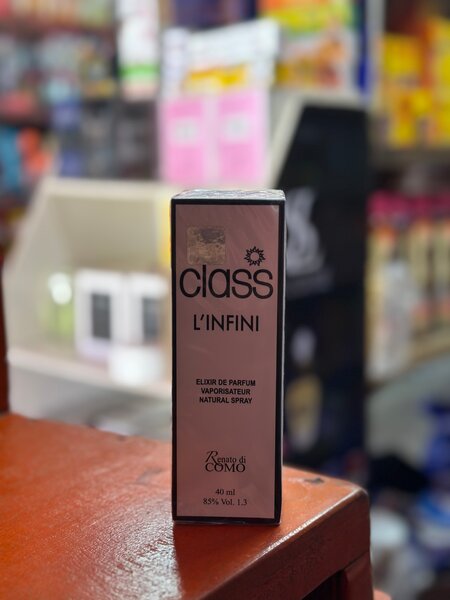 class
L'INFINI
ELIXIR DE PARFUM
VAPORISATEUR
NATURAL SPRAY
Renato di
COMO
40 ml
85% Vol. 1.3